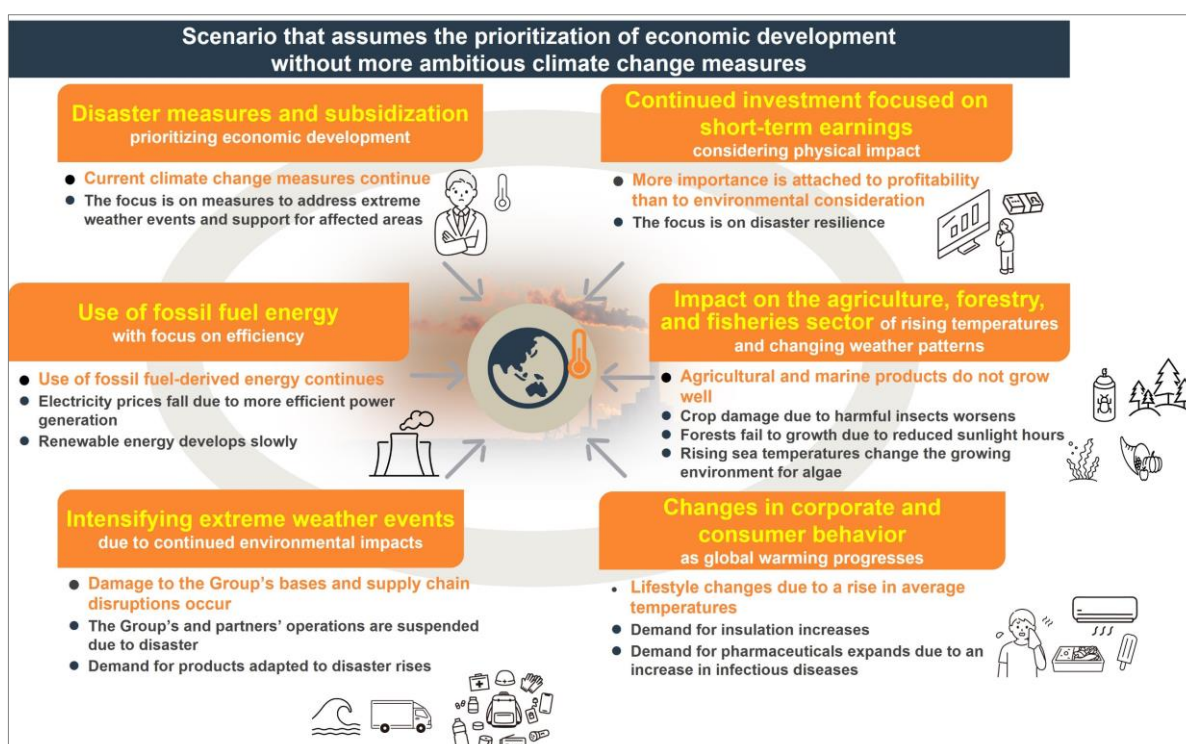 Scenario that assumes the prioritization of economic development
without more ambitious climate change measures
Disaster measures and subsidization
prioritizing economic development
● Current climate change measures continue
● The focus is on measures to address extreme
weather events and support for affected areas
Continued investment focused on
short-term earnings
considering physical impact
● More importance is attached to profitability
than to environmental consideration
● The focus is on disaster resilience
Use of fossil fuel energy
with focus on efficiency
● Use of fossil fuel-derived energy continues
● Electricity prices fall due to more efficient power
generation
● Renewable energy develops slowly
Impact on the agriculture, forestry,
and fisheries sector of rising temperatures
and changing weather patterns
● Agricultural and marine products do not grow
well
● Crop damage due to harmful insects worsens
● Forests fail to growth due to reduced sunlight hours
● Rising sea temperatures change the growing
environment for algae
Intensifying extreme weather events
due to continued environmental impacts
● Damage to the Group's bases and supply chain
disruptions occur
● The Group's and partners' operations are suspended
due to disaster
● Demand for products adapted to disaster rises
Changes in corporate and
consumer behavior
as global warming progresses
• Lifestyle changes due to a rise in average
temperatures
● Demand for insulation increases
● Demand for pharmaceuticals expands due to an
increase in infectious diseases